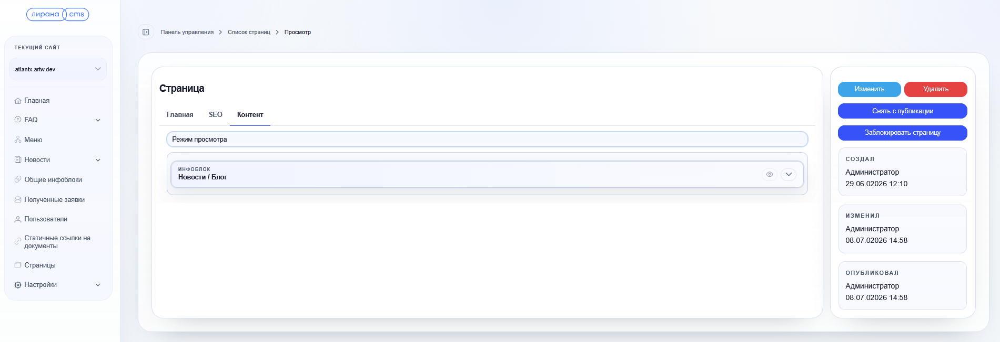 лирана cms
ТЕКУЩИЙ САЙТ
atlantx.artw.dev
Главная
FAQ
Меню
Новости
Общие инфоблоки
Полученные заявки
Пользователи
Статичные ссылки на
документы
Страницы
Настройки
Панель управления > Список страниц > Просмотр
Страница
Главная SEO Контент
Режим просмотра
ИНФОБЛОК
Новости / Блог
Изменить Удалить
Снять с публикации
Заблокировать страницу
СОЗДАЛ
Администратор
29.06.02026 12:10
ИЗМЕНИЛ
Администратор
08.07.02026 14:58
ОПУБЛИКОВАЛ
Администратор
08.07.02026 14:58